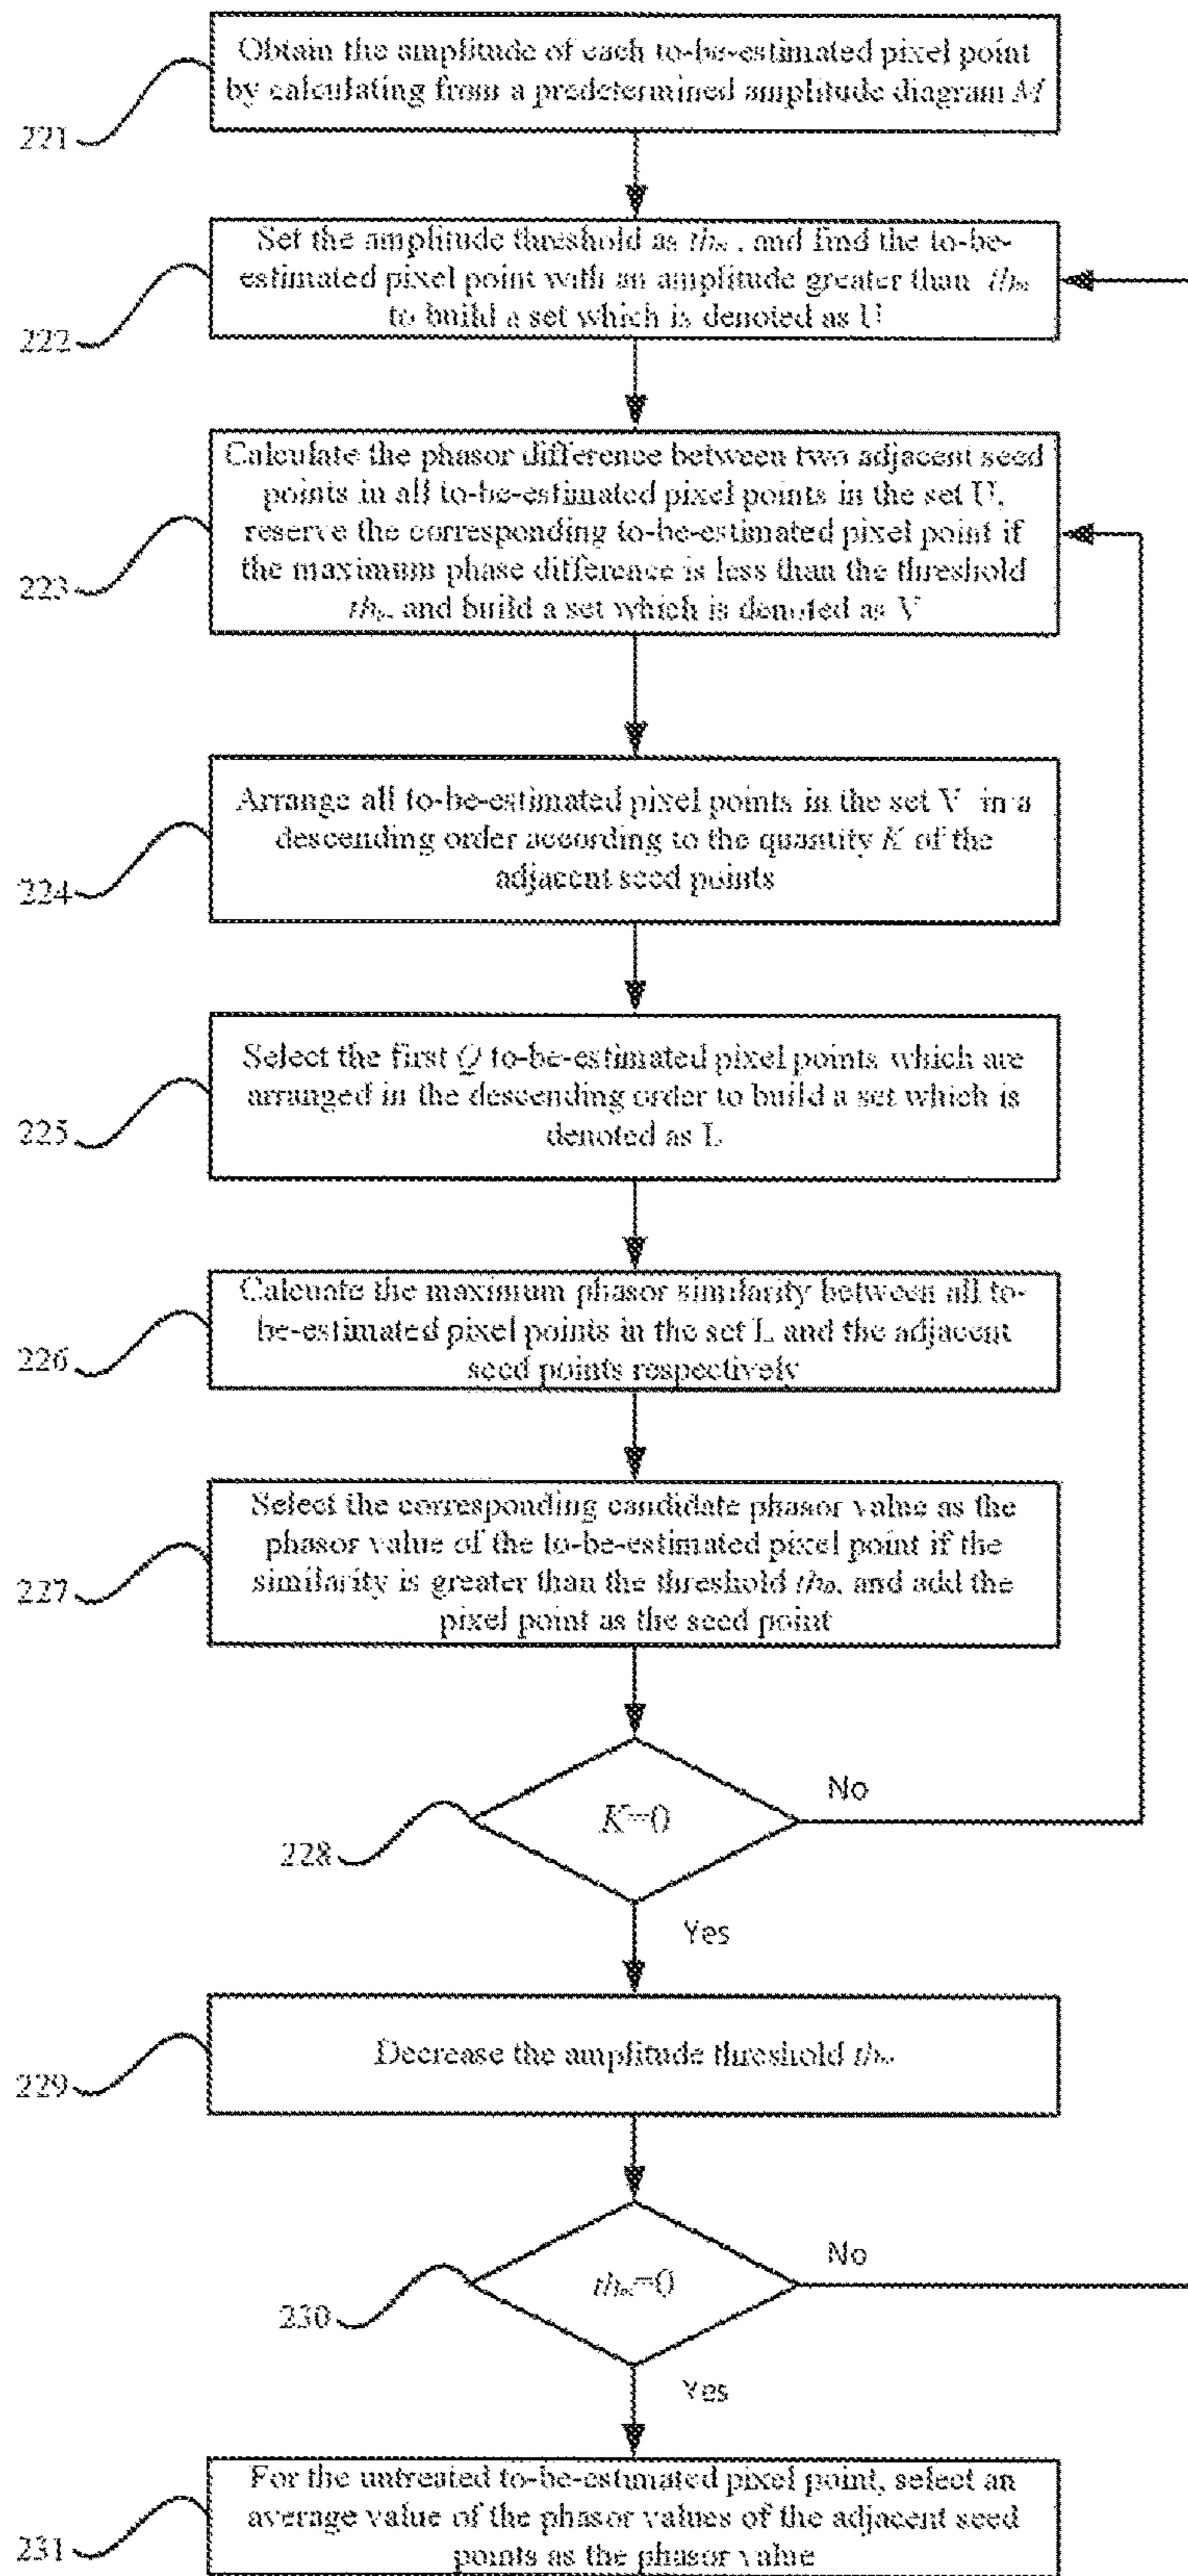 Obtain the amplitude of each to-be-estimated pixel point
by calculating from a predetermined amplitude diagram M
221
Set the amplitude threshold as th , and find the to-be-
estimated pixel point with an amplitude greater than th
to build a set which is denoted as U
222
Calculate the phasor difference between two adjacent seed
points in all to-be-estimated pixel points in the set U,
reserve the corresponding to-be-estimated pixel point if
the maximum phase difference is less than the threshold
th , and build a set which is denoted as V
223
Arrange all to-be-estimated pixel points in the set V in a
descending order according to the quantity K of the
adjacent seed points
224
Select the first Q to-be-estimated pixel points which are
arranged in the descending order to build a set which is
denoted as L
225
Calcuate the maximum phasor similarity between all to-
be-estimated pixel points in the set L and the adjacent
seed points respectively
226
Select the corresponding candidate phasor value as the
phasor value of the to-be-estimated pixel point if the
similarity is greater than the threshold th , and add the
pixel point as the seed point
227
K=0
No
228
Yes
Decrease the amplitude threshold th
229
th =0
No
230
Yes
For the untreated to-be-estimated pixel point, select an
average value of the phasor values of the adjacent seed
points as the phasor value
231